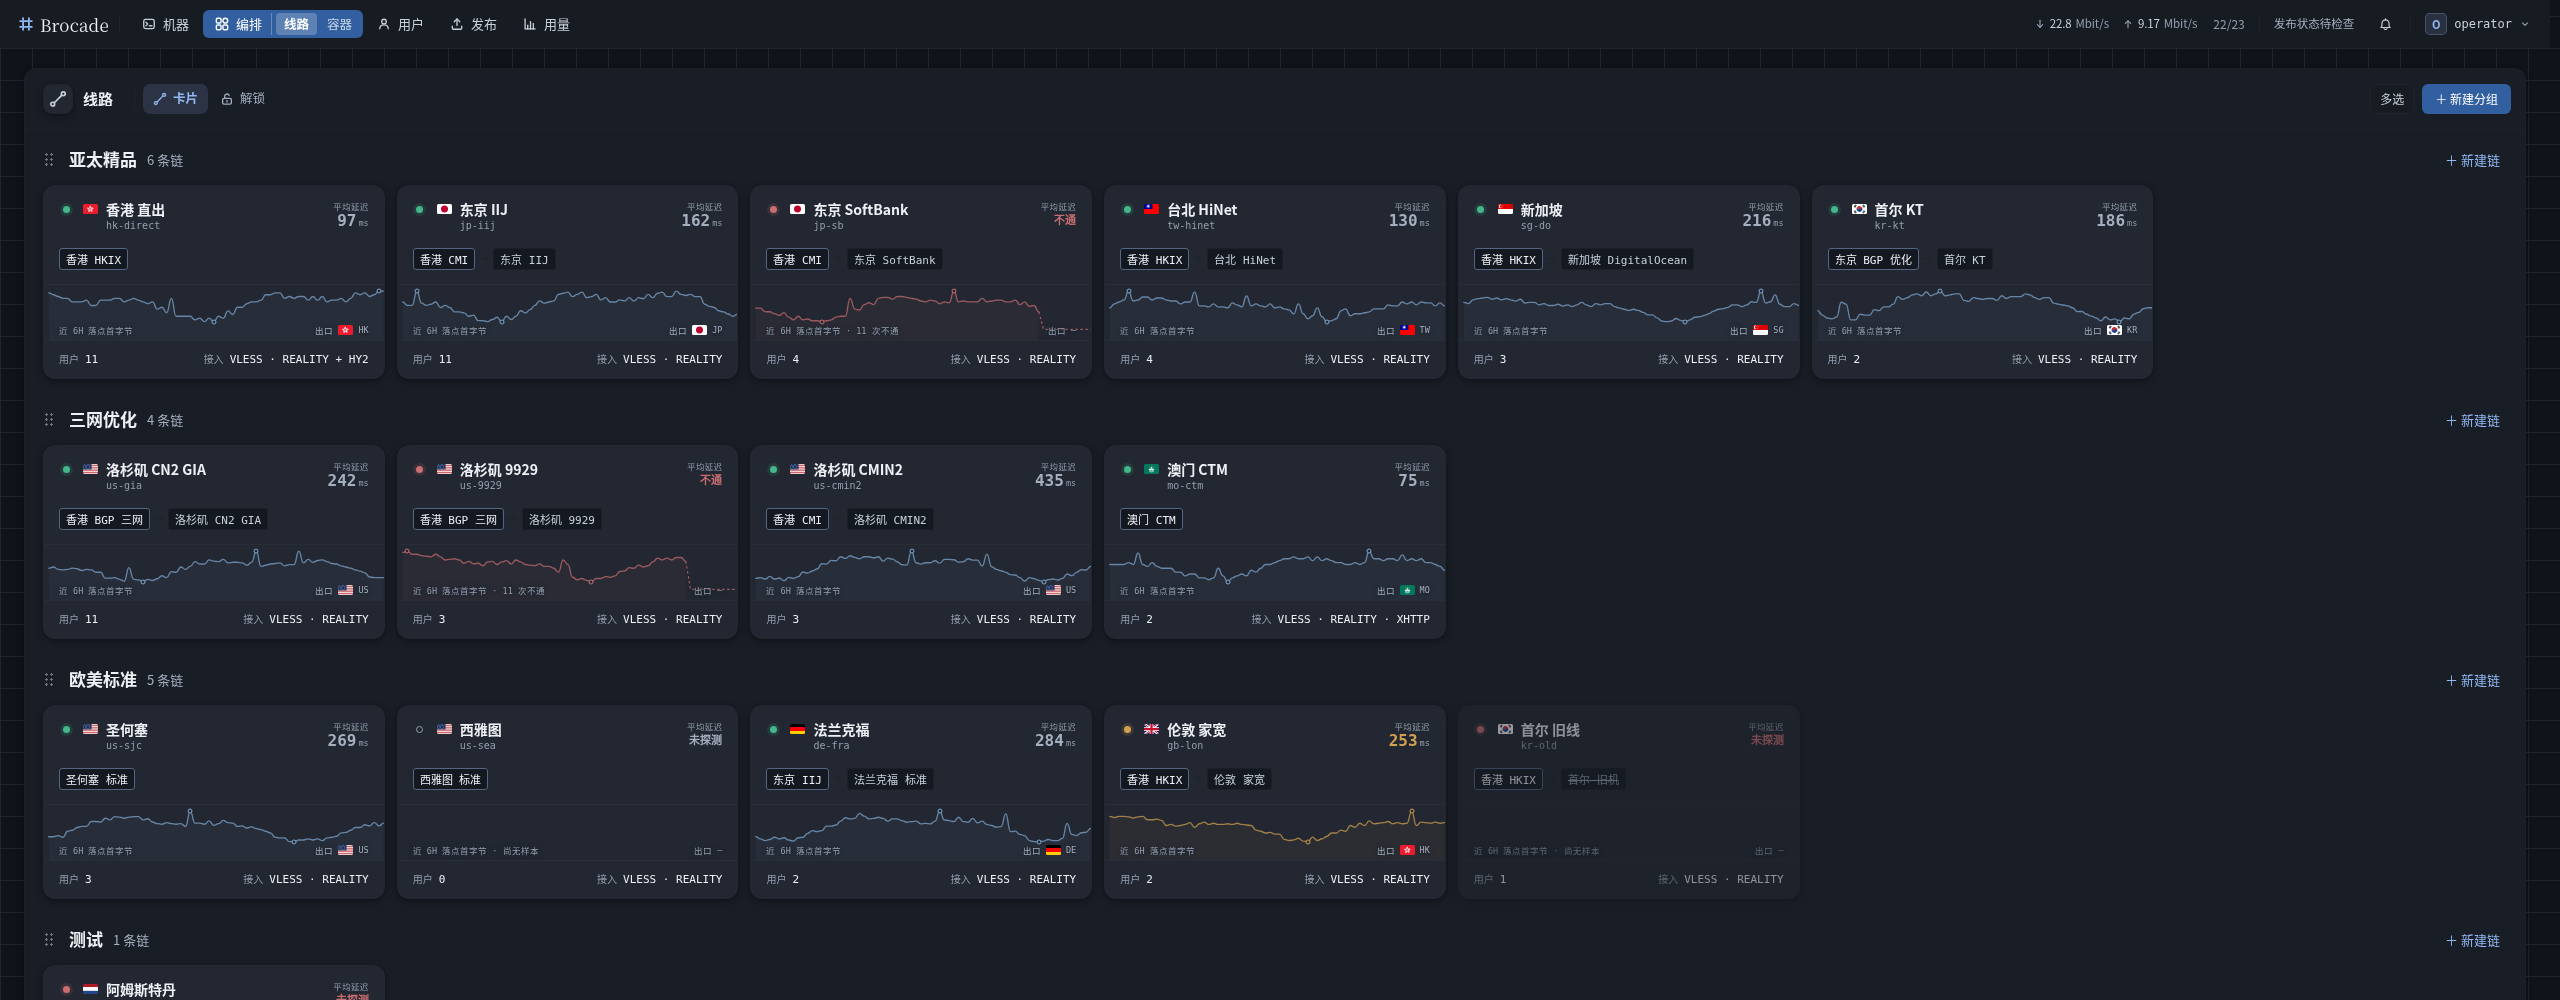 Brocade 机器 编排 线路 容器 用户 发布 用量 ↓ 22.8 Mbit/s ↑ 9.17 Mbit/s 22/23 发布状态待检查 O operator
线路 卡片 解锁 多选 + 新建分组
亚太精品 6 条链 + 新建链
香港 直出 平均延迟
hk-direct 97 ms
香港 HKIX
近 6H 落点首字节 出口 HK
用户 11 接入 VLESS · REALITY + HY2
东京 IIJ 平均延迟
jp-iij 162 ms
香港 CMI 东京 IIJ
近 6H 落点首字节 出口 JP
用户 11 接入 VLESS · REALITY
东京 SoftBank 平均延迟
jp-sb 不通
香港 CMI 东京 SoftBank
近 6H 落点首字节 · 11 次不通 出口
用户 4 接入 VLESS · REALITY
台北 HiNet 平均延迟
tw-hinet 130 ms
香港 HKIX 台北 HiNet
近 6H 落点首字节 出口 TW
用户 4 接入 VLESS · REALITY
新加坡 平均延迟
sg-do 216 ms
香港 HKIX 新加坡 DigitalOcean
近 6H 落点首字节 出口 SG
用户 3 接入 VLESS · REALITY
首尔 KT 平均延迟
kr-kt 186 ms
东京 BGP 优化 首尔 KT
近 6H 落点首字节 出口 KR
用户 2 接入 VLESS · REALITY
三网优化 4 条链 + 新建链
洛杉矶 CN2 GIA 平均延迟
us-gia 242 ms
香港 BGP 三网 洛杉矶 CN2 GIA
近 6H 落点首字节 出口 US
用户 11 接入 VLESS · REALITY
洛杉矶 9929 平均延迟
us-9929 不通
香港 BGP 三网 洛杉矶 9929
近 6H 落点首字节 · 11 次不通 出口
用户 3 接入 VLESS · REALITY
洛杉矶 CMIN2 平均延迟
us-cmin2 435 ms
香港 CMI 洛杉矶 CMIN2
近 6H 落点首字节 出口 US
用户 3 接入 VLESS · REALITY
澳门 CTM 平均延迟
mo-ctm 75 ms
澳门 CTM
近 6H 落点首字节 出口 MO
用户 2 接入 VLESS · REALITY · XHTTP
欧美标准 5 条链 + 新建链
圣何塞 平均延迟
us-sjc 269 ms
圣何塞 标准
近 6H 落点首字节 出口 US
用户 3 接入 VLESS · REALITY
西雅图 平均延迟
us-sea 未探测
西雅图 标准
近 6H 落点首字节 · 尚无样本 出口 —
用户 0 接入 VLESS · REALITY
法兰克福 平均延迟
de-fra 284 ms
东京 IIJ 法兰克福 标准
近 6H 落点首字节 出口 DE
用户 2 接入 VLESS · REALITY
伦敦 家宽 平均延迟
gb-lon 253 ms
香港 HKIX 伦敦 家宽
近 6H 落点首字节 出口 HK
用户 2 接入 VLESS · REALITY
首尔 旧线 平均延迟
kr-old 未探测
香港 HKIX 首尔 旧机
近 6H 落点首字节 · 尚无样本 出口 —
用户 1 接入 VLESS · REALITY
测试 1 条链 + 新建链
阿姆斯特丹 平均延迟
未探测